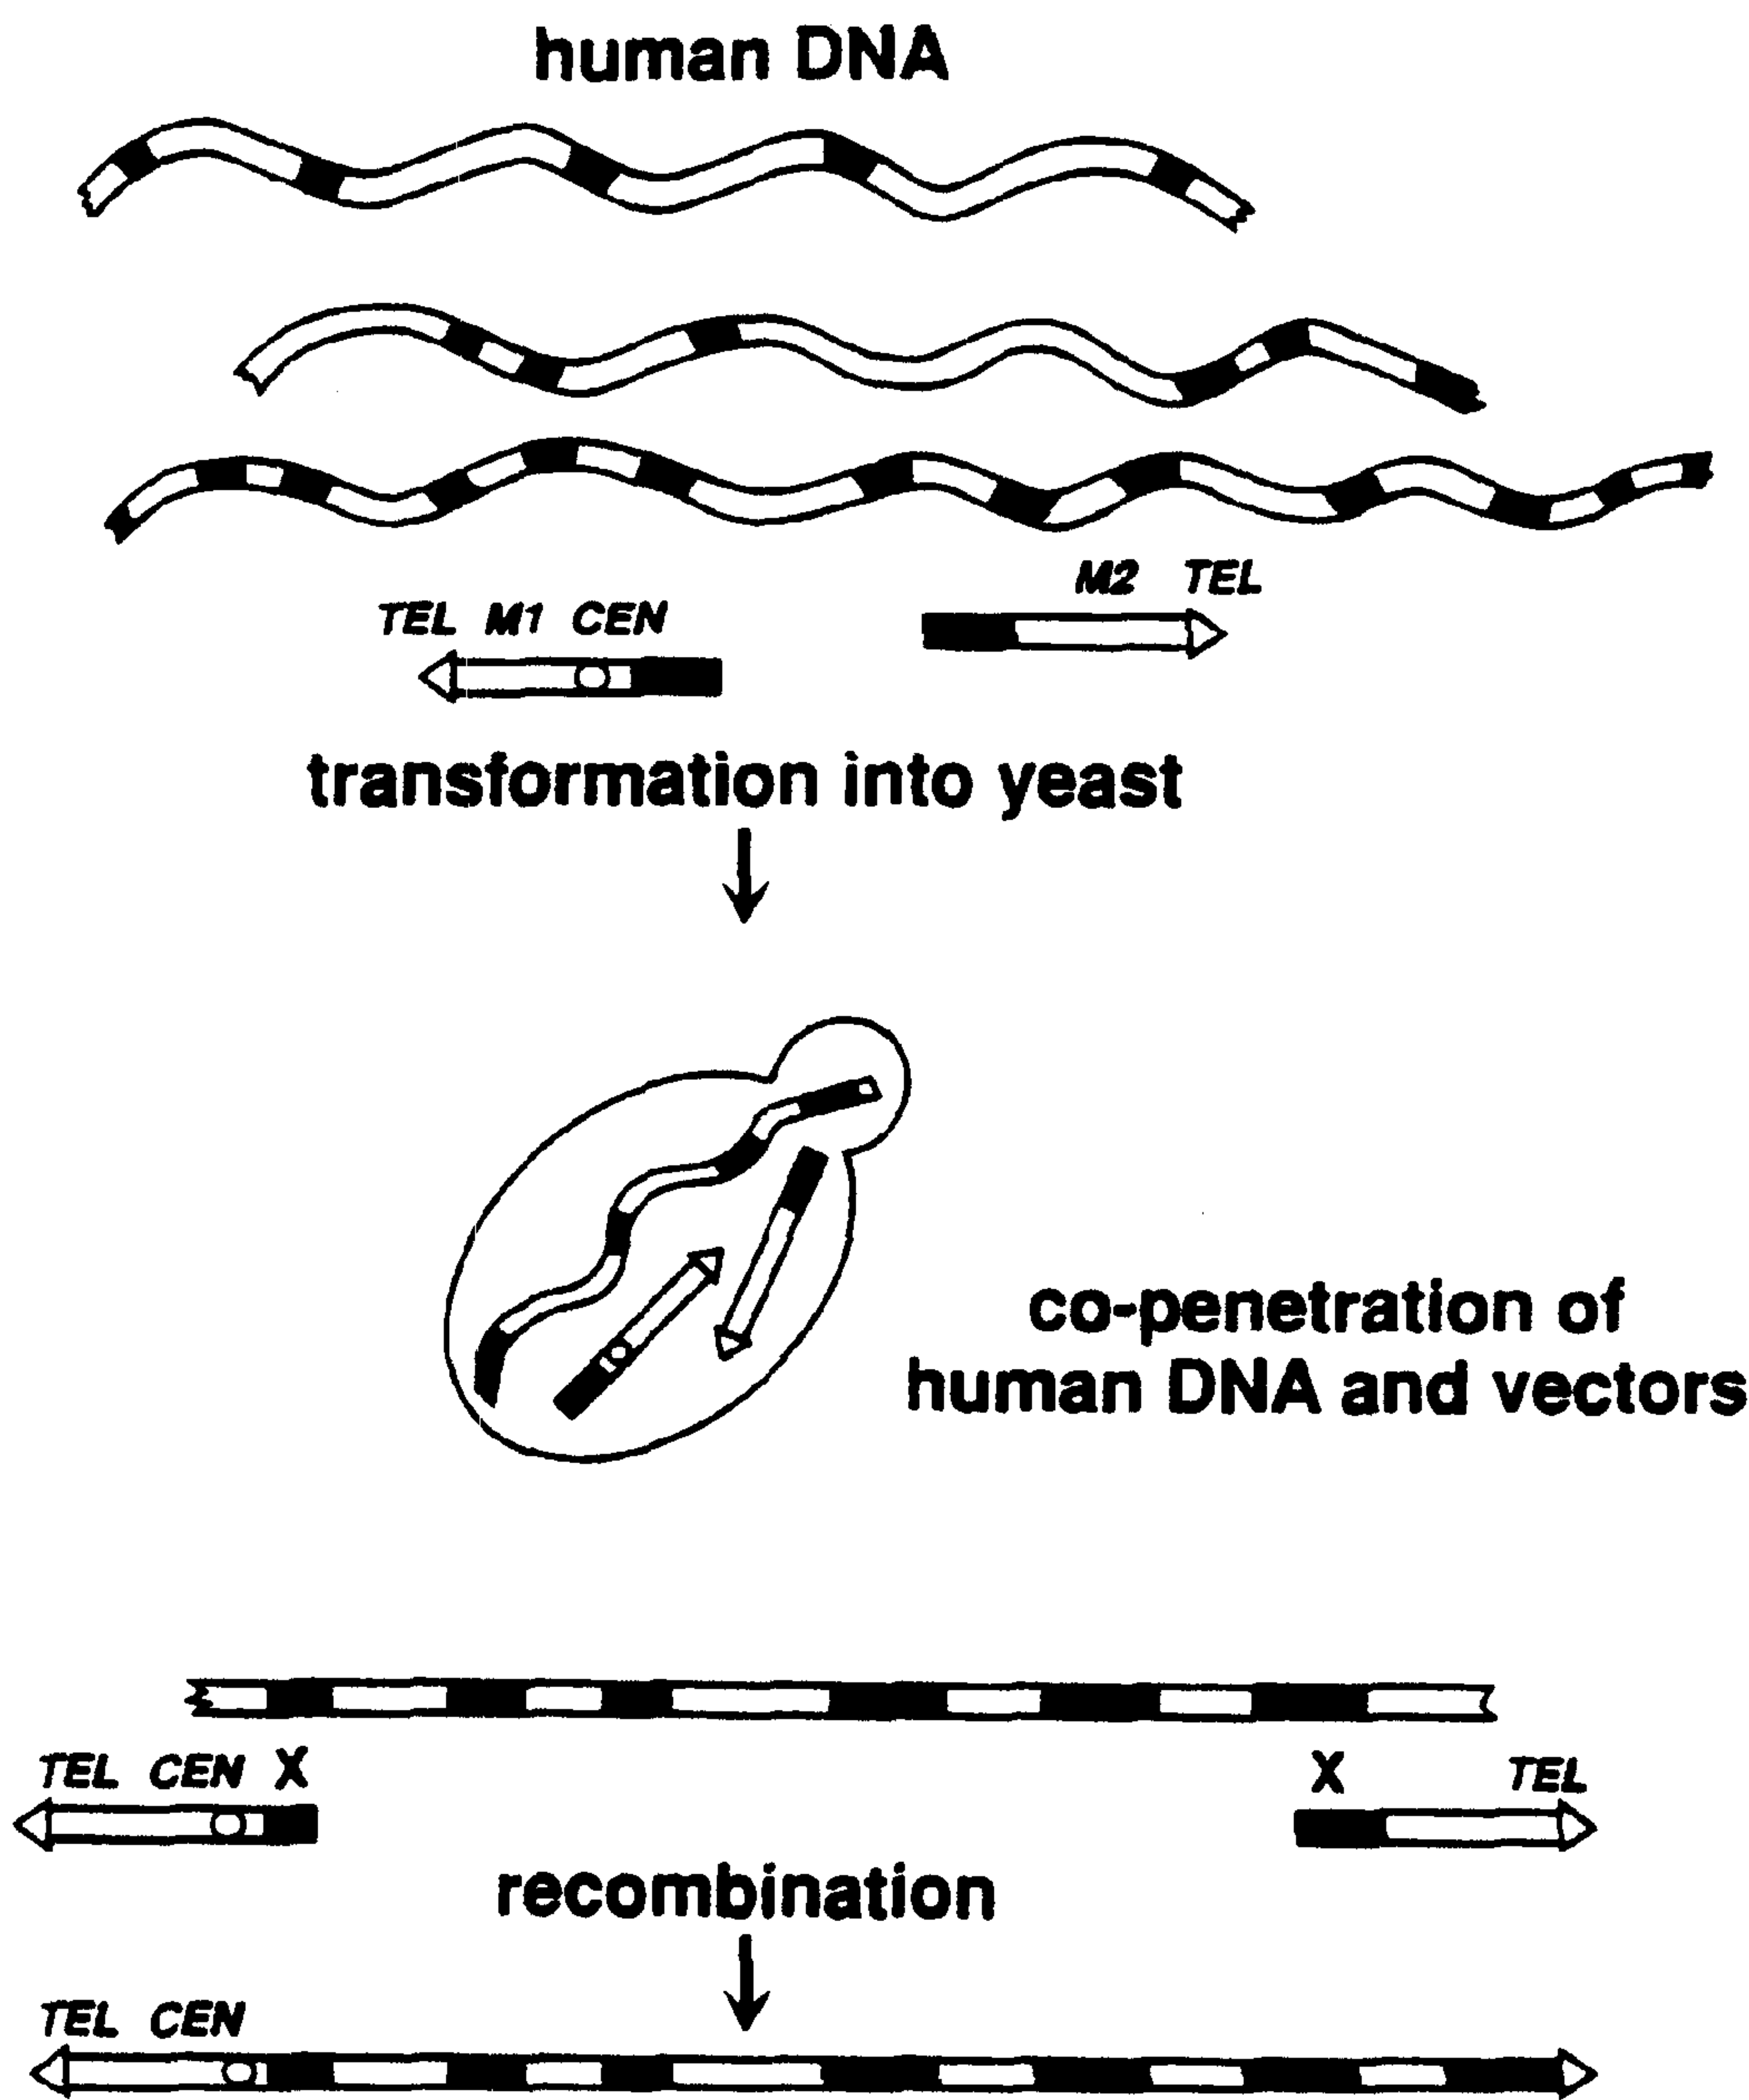 human DNA
M2 TEL
TEL M1 CEN
transformation into yeast
co-penetration of
human DNA and vectors
TEL CEN X
X TEL
recombination
TEL CEN